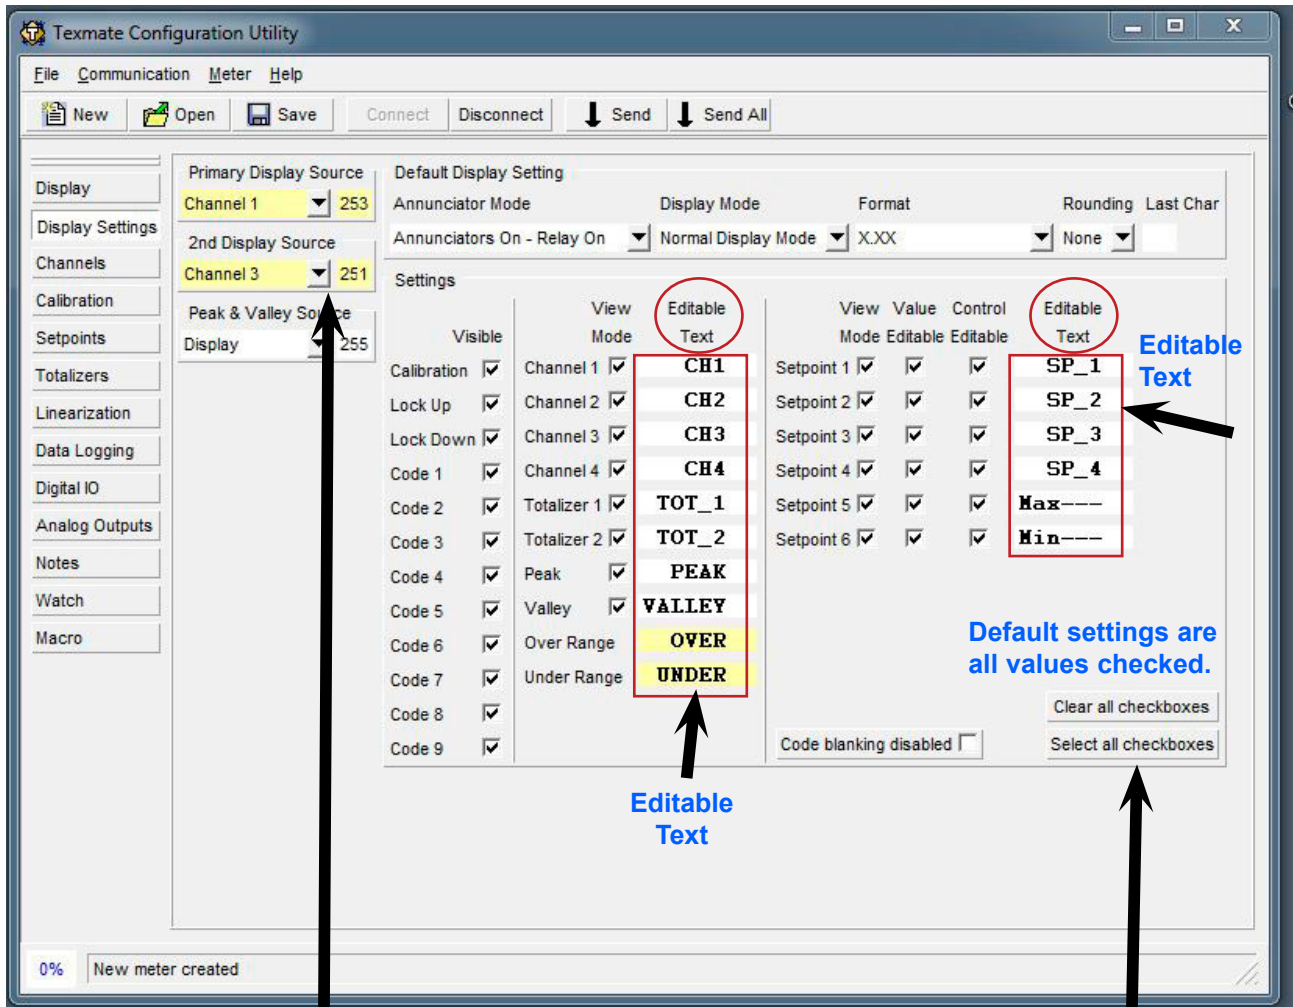 Texmate Configuration Utility
File Communication Meter Help
New Open Save Connect Disconnect Send Send All
Display
Display Settings
Channels
Calibration
Setpoints
Totalizers
Linearization
Data Logging
Digital IO
Analog Outputs
Notes
Watch
Macro
Primary Display Source
Channel 1 253
2nd Display Source
Channel 3 251
Peak & Valley Source
Display 255
Default Display Setting
Annunciator Mode Display Mode Format Rounding Last Char
Annunciators On - Relay On Normal Display Mode X.XX None
Settings
Visible
Calibration
Lock Up
Lock Down
Code 1
Code 2
Code 3
Code 4
Code 5
Code 6
Code 7
Code 8
Code 9
View Editable
Mode Text
Channel 1 CH1
Channel 2 CH2
Channel 3 CH3
Channel 4 CH4
Totalizer 1 TOT_1
Totalizer 2 TOT_2
Peak PEAK
Valley VALLEY
Over Range OVER
Under Range UNDER
Editable
Text
View Value Control Editable
Mode Editable Editable Text
Setpoint 1 SP_1
Setpoint 2 SP_2
Setpoint 3 SP_3
Setpoint 4 SP_4
Setpoint 5 Max---
Setpoint 6 Min---
Editable
Text
Default settings are
all values checked.
Clear all checkboxes
Code blanking disabled Select all checkboxes
0% New meter created